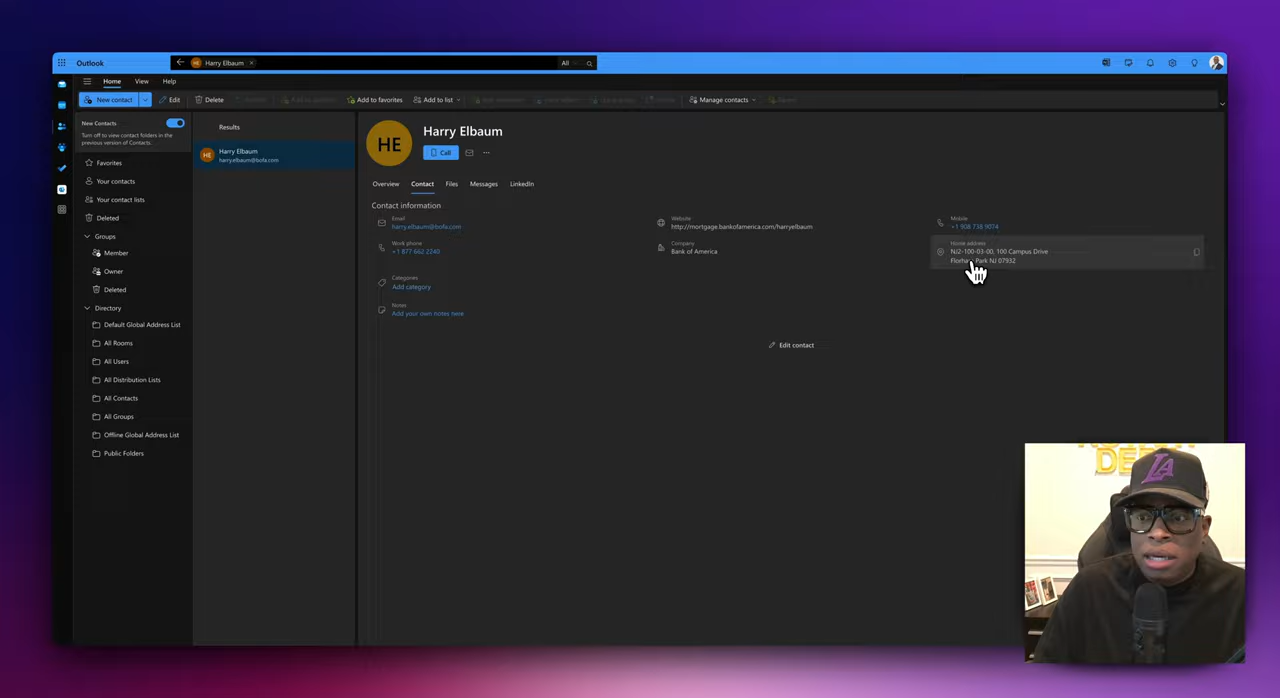 Outlook
Harry Elbaum
All
Home
View
Help
New contact
Edit
Delete
Add to favorites
Add to list
Manage contacts
New Contacts
Turn off to view contact folders in the
previous version of Contacts.
Favorites
Your contacts
Your contact lists
Deleted
Groups
Member
Owner
Deleted
Directory
Default Global Address List
All Rooms
All Users
All Distribution Lists
All Contacts
All Groups
Offline Global Address List
Public Folders
Results
HE
Harry Elbaum
harry.elbaum@bofa.com
HE
Harry Elbaum
Call
Overview
Contact
Files
Messages
LinkedIn
Contact information
Email
harry.elbaum@bofa.com
Website
http://mortgage.bankofamerica.com/harryelbaum
Mobile
+1 908 738 9074
Work phone
+1 877 662 2240
Company
Bank of America
Home address
NJ2-100-03-00, 100 Campus Drive
Park NJ 07932
Categories
Add category
Notes
Add your own notes here
Edit contact
LA